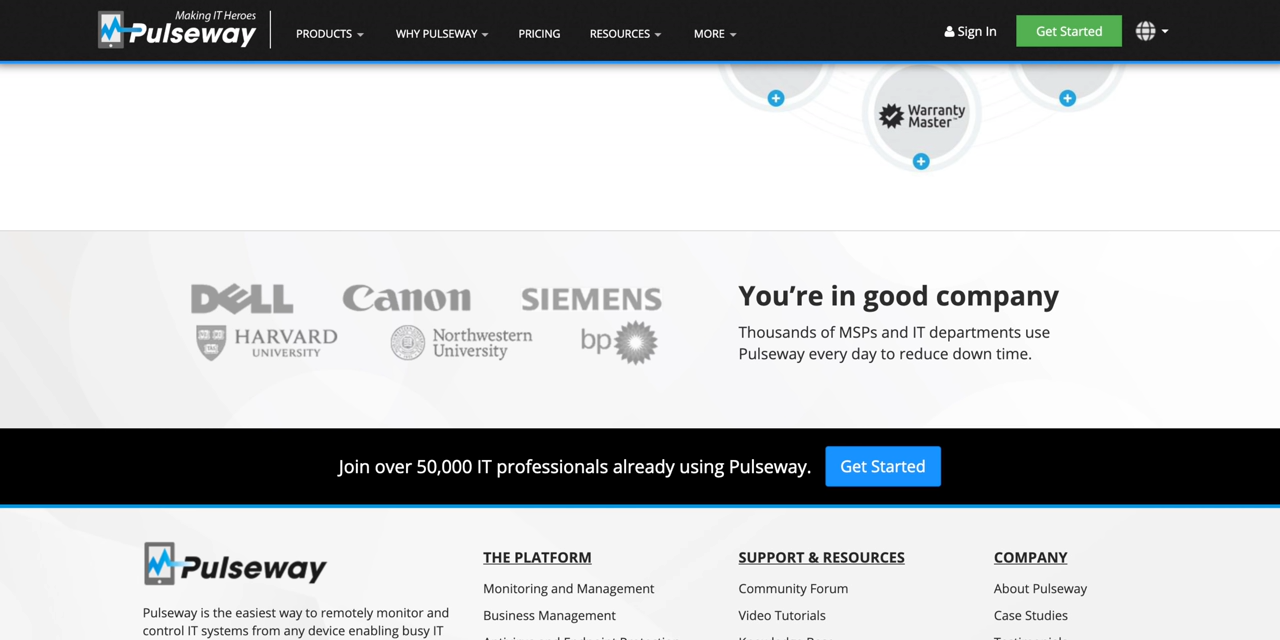 Making IT Heroes
Pulseway
PRODUCTS
WHY PULSEWAY
PRICING
RESOURCES
MORE
Sign In
Get Started
Warranty
Master™
DELL
Canon
SIEMENS
HARVARD
UNIVERSITY
Northwestern
University
bp
You’re in good company
Thousands of MSPs and IT departments use
Pulseway every day to reduce down time.
Join over 50,000 IT professionals already using Pulseway.
Get Started
Pulseway
Pulseway is the easiest way to remotely monitor and
control IT systems from any device enabling busy IT
THE PLATFORM
Monitoring and Management
Business Management
SUPPORT & RESOURCES
Community Forum
Video Tutorials
COMPANY
About Pulseway
Case Studies